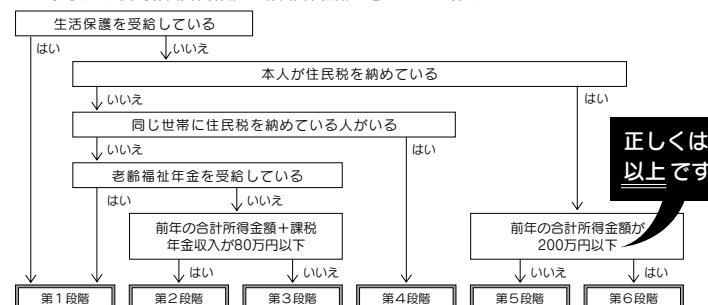 生活保護を受給している
はい
いいえ
本人が住民税を納めている
いいえ
はい
同じ世帯に住民税を納めている人がいる
いいえ
はい
正しくは
以上です
老齢福祉年金を受給している
はい
いいえ
前年の合計所得金額＋課税
年金収入が80万円以下
前年の合計所得金額が
200万円以下
はい
いいえ
いいえ
はい
第1段階
第2段階
第3段階
第4段階
第5段階
第6段階